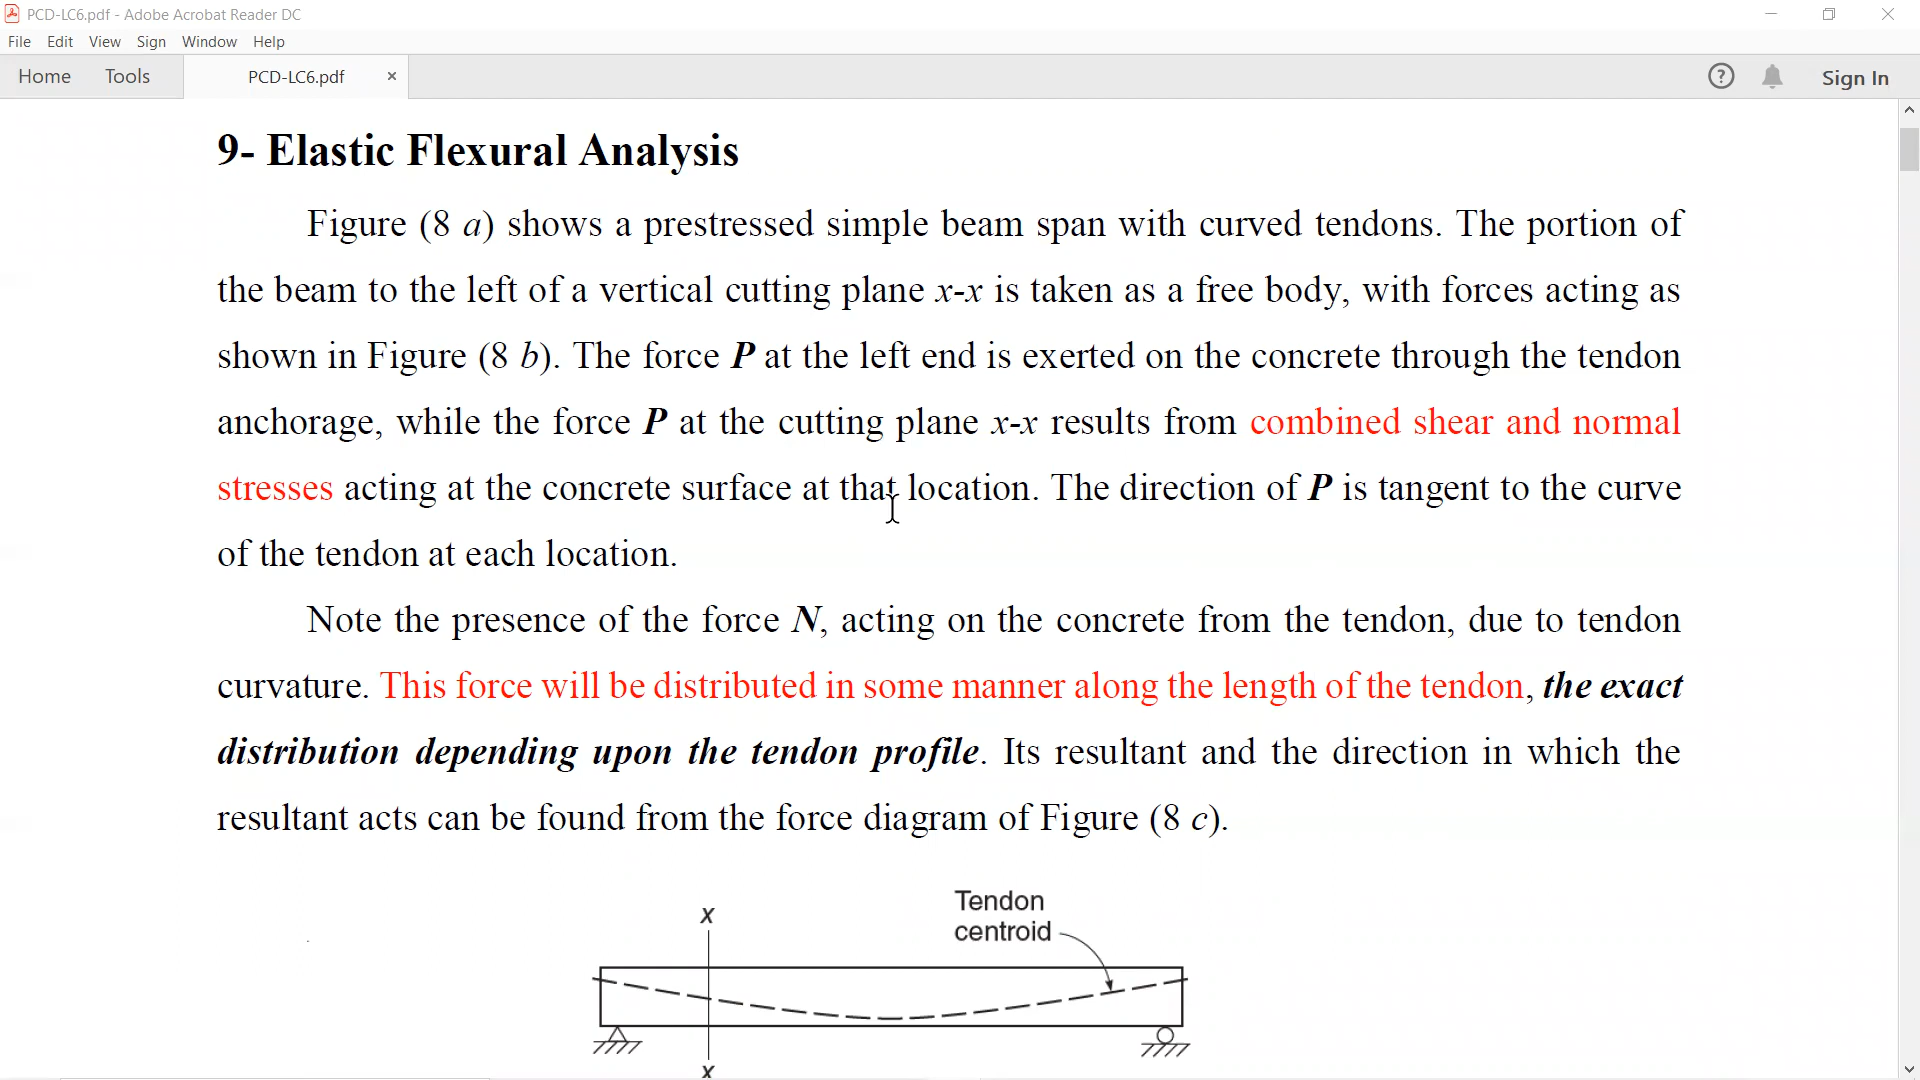 PCD-LC6.pdf - Adobe Acrobat Reader DC
File Edit View Sign Window Help
Home Tools PCD-LC6.pdf × ? Sign In
9- Elastic Flexural Analysis
Figure (8 a) shows a prestressed simple beam span with curved tendons. The portion of
the beam to the left of a vertical cutting plane x-x is taken as a free body, with forces acting as
shown in Figure (8 b). The force P at the left end is exerted on the concrete through the tendon
anchorage, while the force P at the cutting plane x-x results from combined shear and normal
stresses acting at the concrete surface at that location. The direction of P is tangent to the curve
of the tendon at each location.
Note the presence of the force N, acting on the concrete from the tendon, due to tendon
curvature. This force will be distributed in some manner along the length of the tendon, the exact
distribution depending upon the tendon profile. Its resultant and the direction in which the
resultant acts can be found from the force diagram of Figure (8 c).
Tendon
centroid
x
x